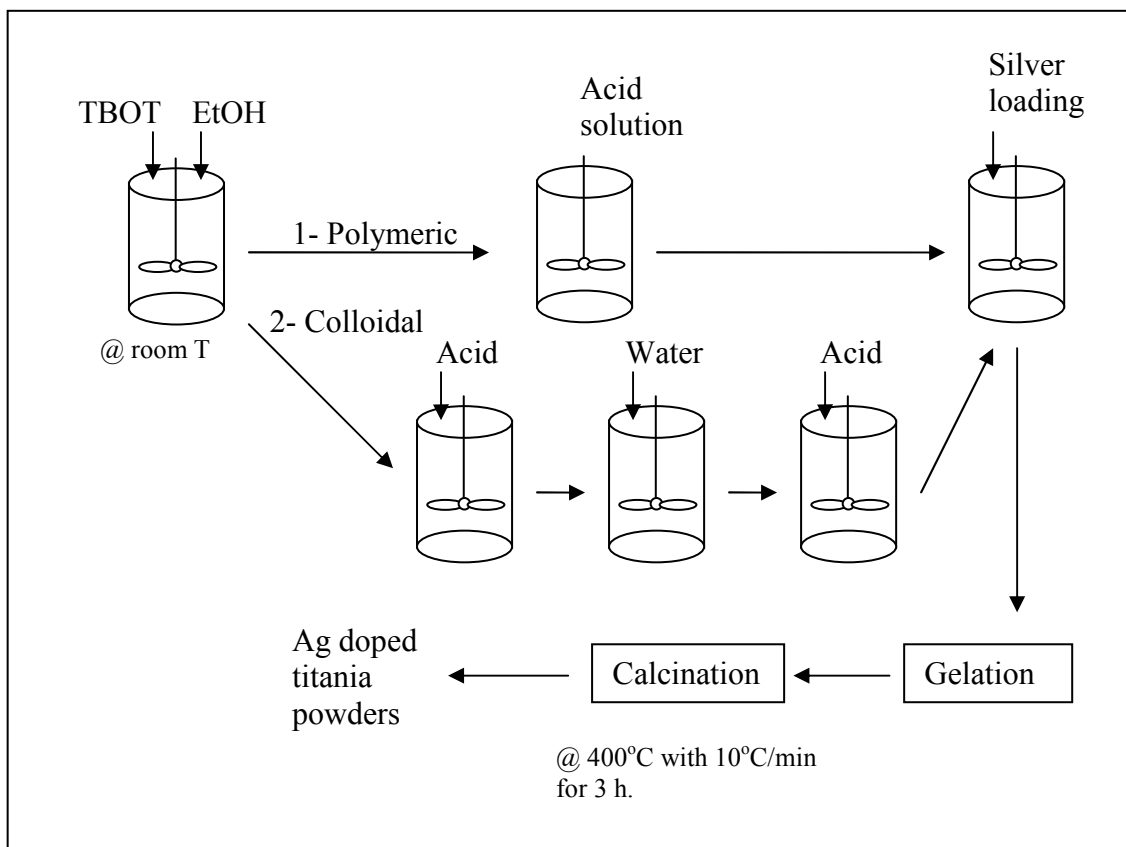 TBOT EtOH
Acid
solution
Silver
loading
1- Polymeric
2- Colloidal
@ room T
Acid
Water
Acid
Ag doped
titania
powders
Calcination
Gelation
@ 400°C with 10°C/min
for 3 h.